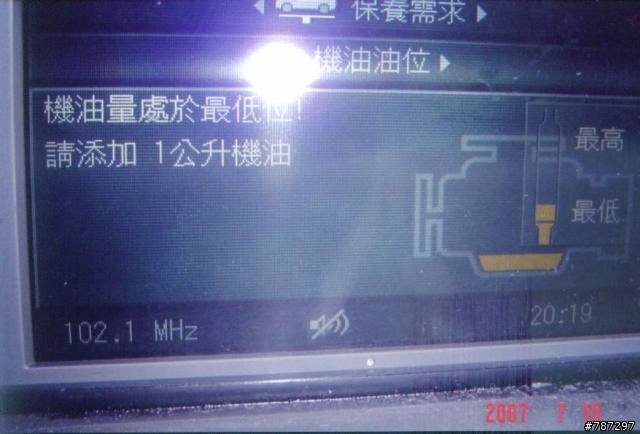 保養需求
機油油位
機油量處於最低位!
請添加 1公升機油
最高
最低
102.1 MHz
20:19
2007 7
#787297